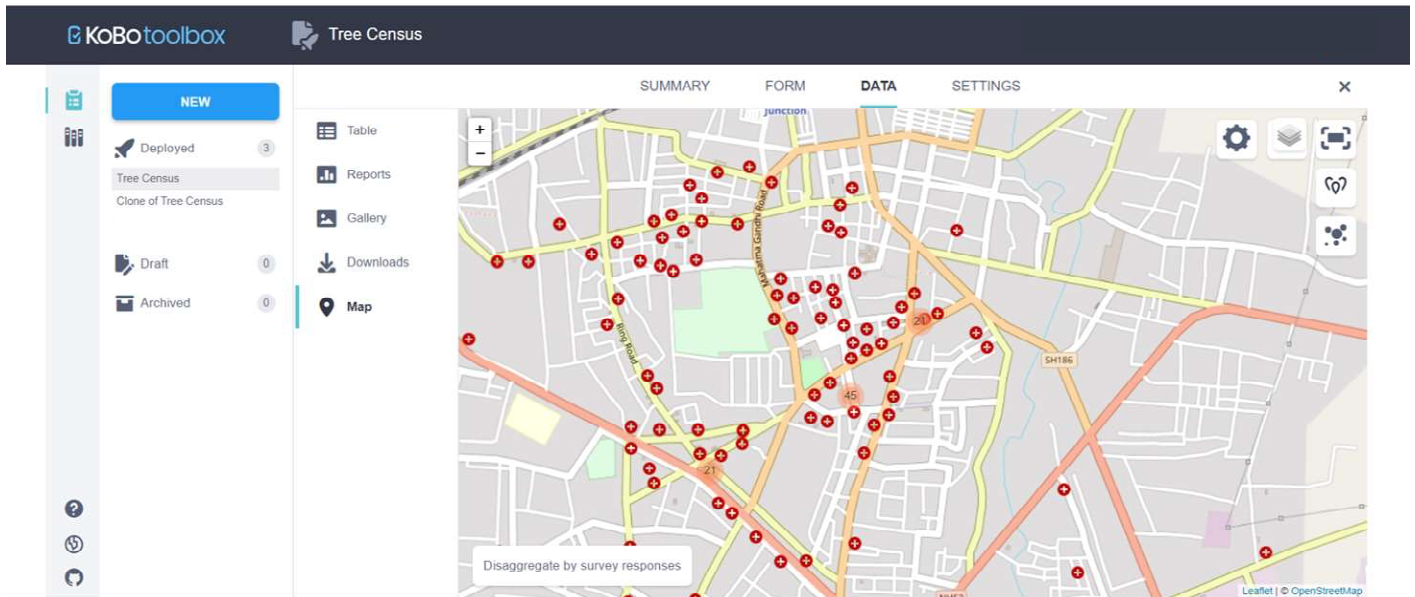 KoBotoolbox
Tree Census
SUMMARY FORM DATA SETTINGS ×
NEW
Deployed 3
Tree Census
Clone of Tree Census
Draft 0
Archived 0
Table
Reports
Gallery
Downloads
Map
+
−
Junction
Mahatma Gandhi Road
Ring Road
21
45
21
SH186
Disaggregate by survey responses
Leaflet | © OpenStreetMap